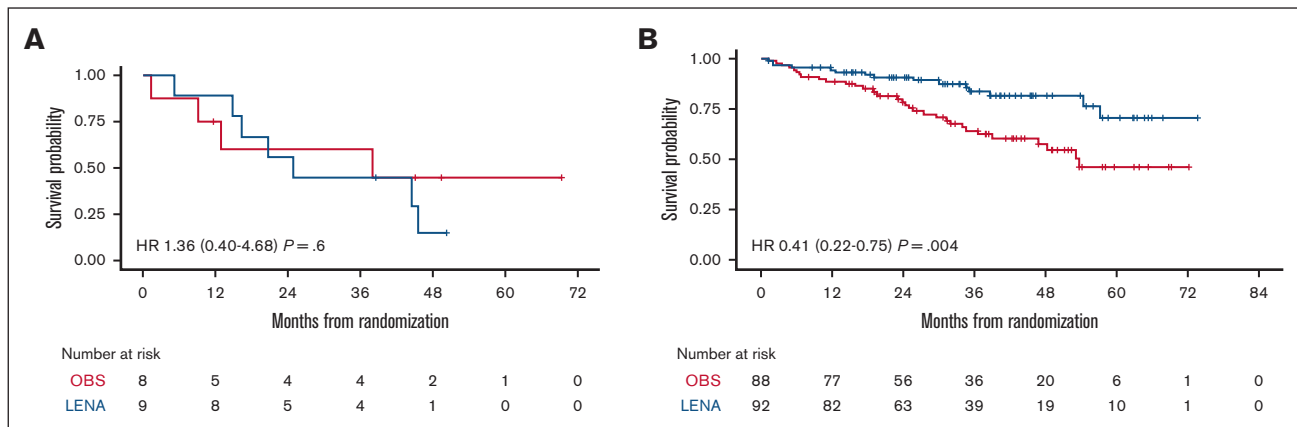 A
Survival probability
1.00
0.75
0.50
0.25
0.00
HR 1.36 (0.40-4.68) P = .6
0 12 24 36 48 60 72
Months from randomization
Number at risk
OBS 8 5 4 4 2 1 0
LENA 9 8 5 4 1 0 0
B
Survival probability
1.00
0.75
0.50
0.25
0.00
HR 0.41 (0.22-0.75) P = .004
0 12 24 36 48 60 72 84
Months from randomization
Number at risk
OBS 88 77 56 36 20 6 1 0
LENA 92 82 63 39 19 10 1 0